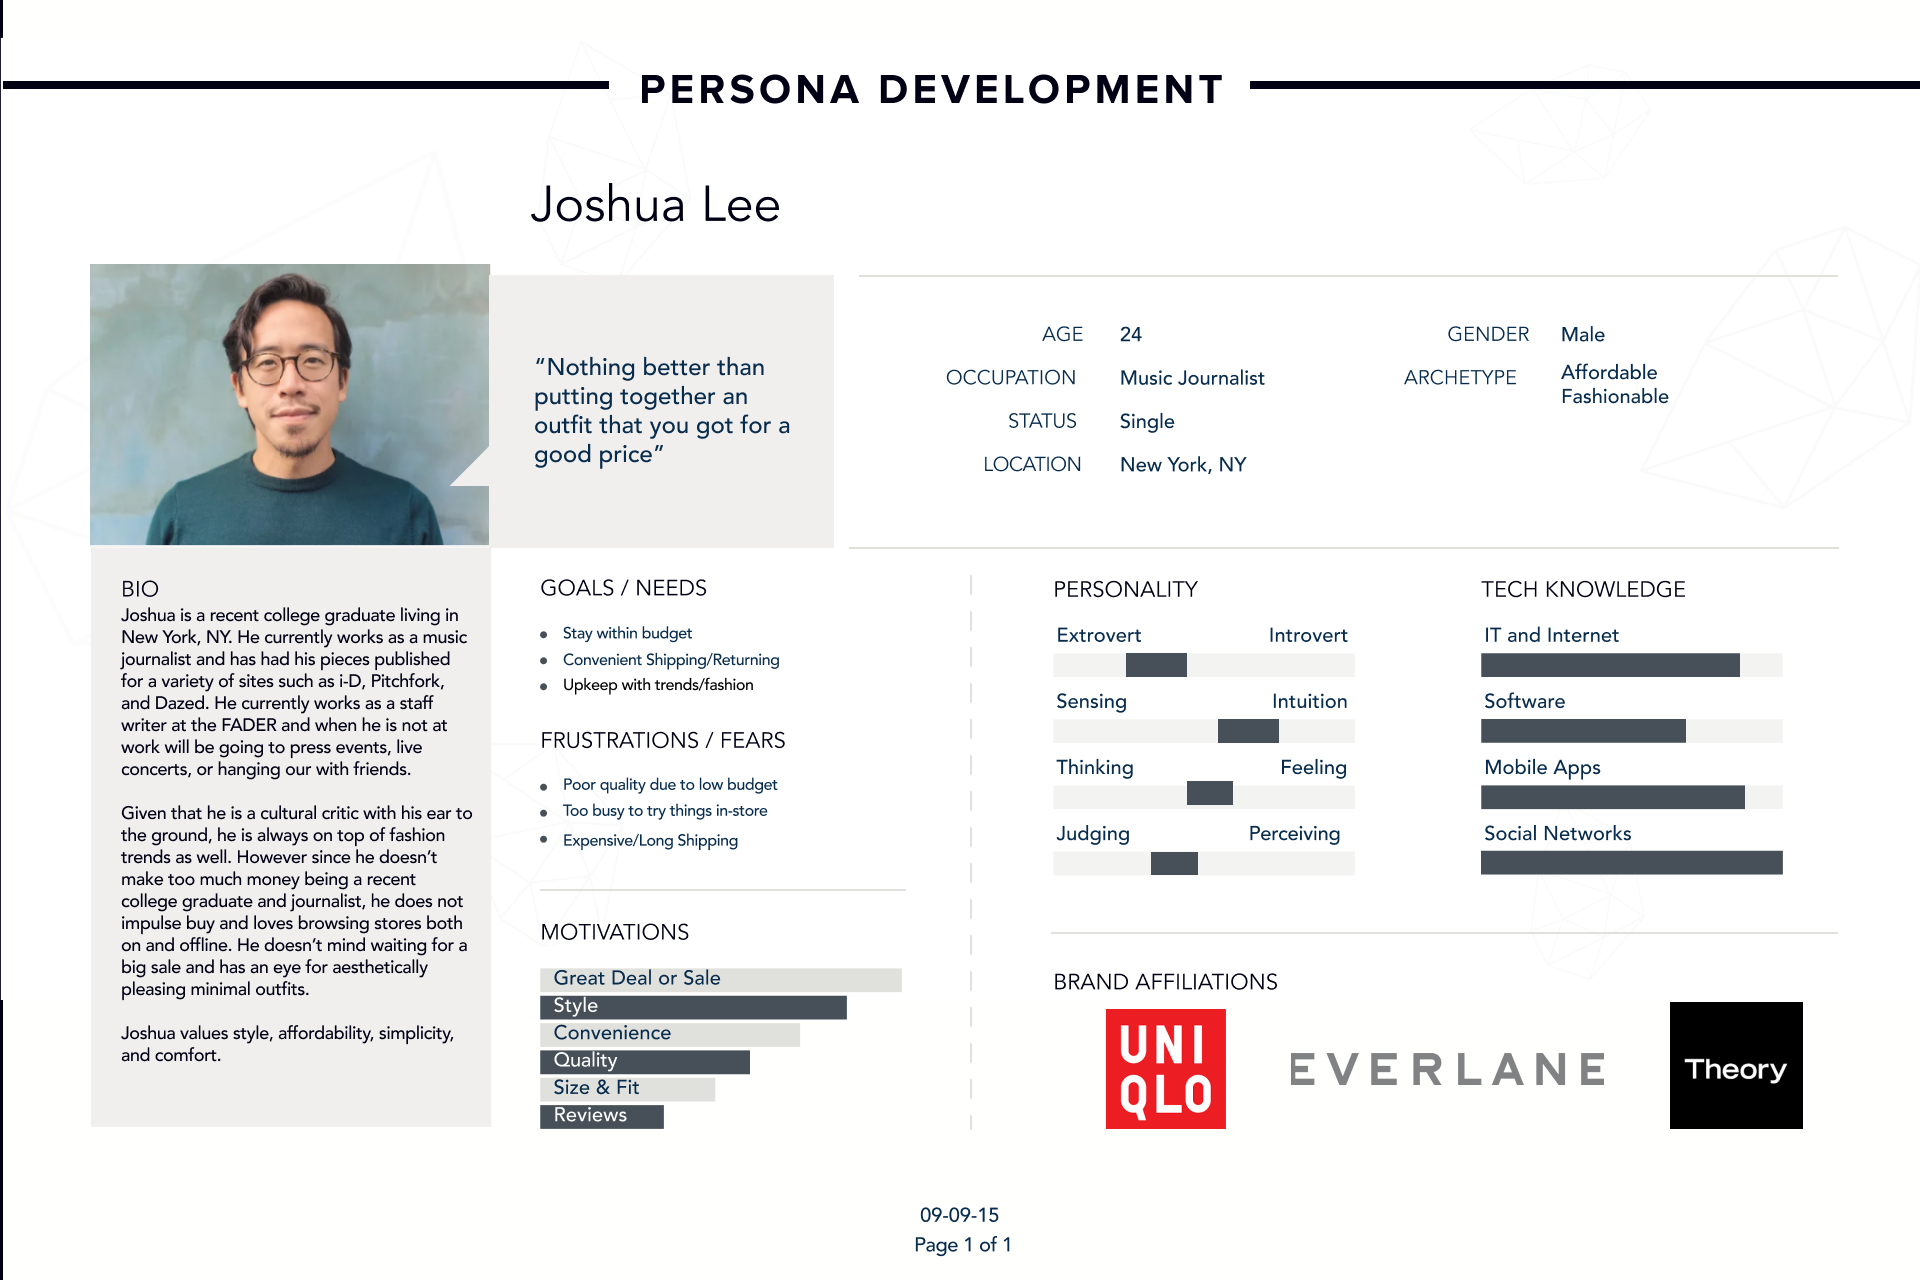 PERSONA DEVELOPMENT
Joshua Lee
“Nothing better than
putting together an
outfit that you got for a
good price”
AGE 24
OCCUPATION Music Journalist
STATUS Single
LOCATION New York, NY
GENDER Male
ARCHETYPE Affordable
Fashionable
BIO
Joshua is a recent college graduate living in
New York, NY. He currently works as a music
journalist and has had his pieces published
for a variety of sites such as i-D, Pitchfork,
and Dazed. He currently works as a staff
writer at the FADER and when he is not at
work will be going to press events, live
concerts, or hanging our with friends.
Given that he is a cultural critic with his ear to
the ground, he is always on top of fashion
trends as well. However since he doesn’t
make too much money being a recent
college graduate and journalist, he does not
impulse buy and loves browsing stores both
on and offline. He doesn’t mind waiting for a
big sale and has an eye for aesthetically
pleasing minimal outfits.
Joshua values style, affordability, simplicity,
and comfort.
GOALS / NEEDS
• Stay within budget
• Convenient Shipping/Returning
• Upkeep with trends/fashion
FRUSTRATIONS / FEARS
• Poor quality due to low budget
• Too busy to try things in-store
• Expensive/Long Shipping
MOTIVATIONS
Great Deal or Sale
Style
Convenience
Quality
Size & Fit
Reviews
PERSONALITY
Extrovert Introvert
Sensing Intuition
Thinking Feeling
Judging Perceiving
TECH KNOWLEDGE
IT and Internet
Software
Mobile Apps
Social Networks
BRAND AFFILIATIONS
UNI
QLO
EVERLANE
Theory
09-09-15
Page 1 of 1